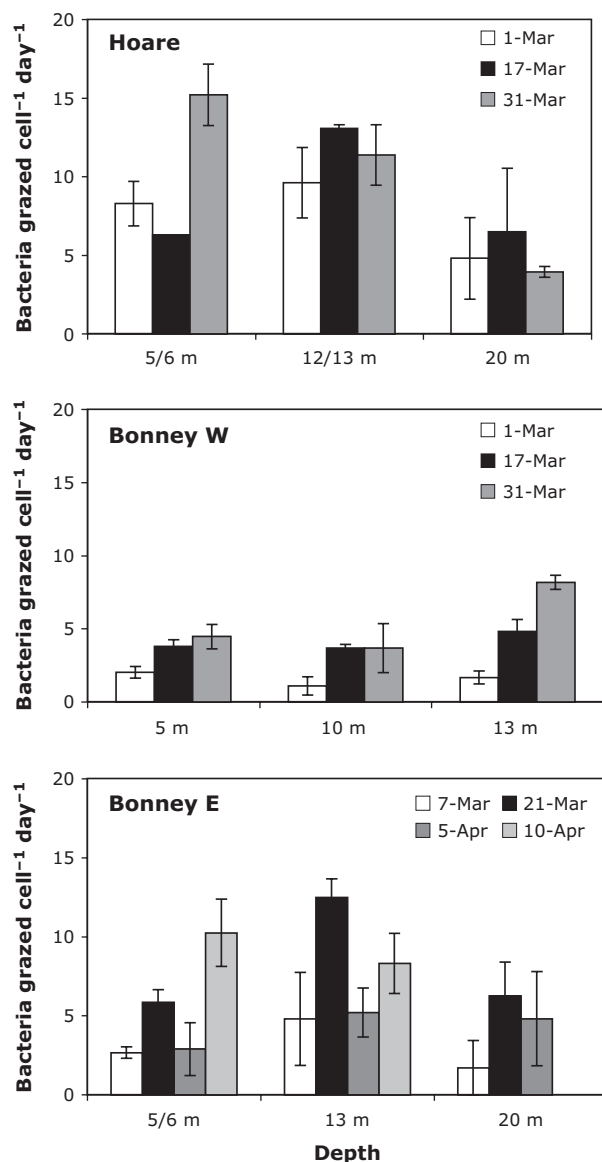 Hoare
1-Mar
17-Mar
31-Mar
Bacteria grazed cell⁻¹ day⁻¹
20
15
10
5
0
5/6 m 12/13 m 20 m
Bonney W
1-Mar
17-Mar
31-Mar
Bacteria grazed cell⁻¹ day⁻¹
20
15
10
5
0
5 m 10 m 13 m
Bonney E
7-Mar 21-Mar
5-Apr 10-Apr
Bacteria grazed cell⁻¹ day⁻¹
20
15
10
5
0
5/6 m 13 m 20 m
Depth